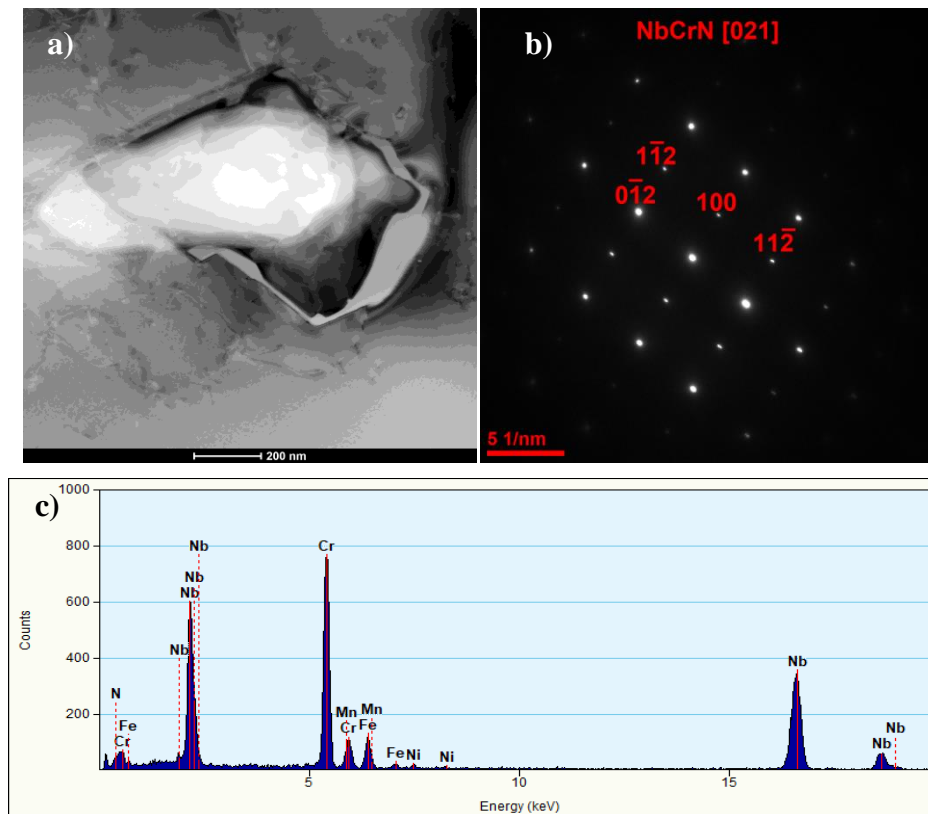 a)
200 nm
b)
NbCrN [021]
11̅2
01̅2
100
112̅
5 1/nm
c)
1000
800
600
400
200
Counts
N
Fe
Cr
Nb
Nb
Nb
Nb
Cr
Mn
Mn
Cr
Fe
Fe
Ni
Ni
Nb
Nb
Nb
5
10
15
Energy (keV)